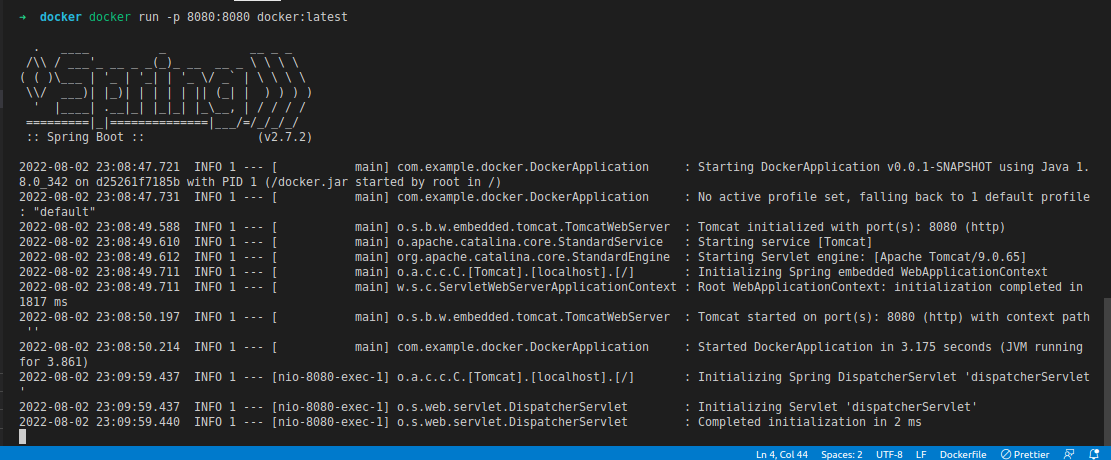 ➜  docker docker run -p 8080:8080 docker:latest

  .   ____          _            __ _ _
 /\\ / ___'_ __ _ _(_)_ __  __ _ \ \ \ \
( ( )\___ | '_ | '_| | '_ \/ _` | \ \ \ \
 \\/  ___)| |_)| | | | | || (_| |  ) ) ) )
  '  |____| .__|_| |_|_| |_\__, | / / / /
 =========|_|==============|___/=/_/_/_/
 :: Spring Boot ::                (v2.7.2)

2022-08-02 23:08:47.721  INFO 1 --- [           main] com.example.docker.DockerApplication     : Starting DockerApplication v0.0.1-SNAPSHOT using Java 1.
8.0_342 on d25261f7185b with PID 1 (/docker.jar started by root in /)
2022-08-02 23:08:47.731  INFO 1 --- [           main] com.example.docker.DockerApplication     : No active profile set, falling back to 1 default profile
: "default"
2022-08-02 23:08:49.588  INFO 1 --- [           main] o.s.b.w.embedded.tomcat.TomcatWebServer  : Tomcat initialized with port(s): 8080 (http)
2022-08-02 23:08:49.610  INFO 1 --- [           main] o.apache.catalina.core.StandardService   : Starting service [Tomcat]
2022-08-02 23:08:49.612  INFO 1 --- [           main] org.apache.catalina.core.StandardEngine  : Starting Servlet engine: [Apache Tomcat/9.0.65]
2022-08-02 23:08:49.711  INFO 1 --- [           main] o.a.c.c.C.[Tomcat].[localhost].[/]       : Initializing Spring embedded WebApplicationContext
2022-08-02 23:08:49.711  INFO 1 --- [           main] w.s.c.ServletWebServerApplicationContext : Root WebApplicationContext: initialization completed in
1817 ms
2022-08-02 23:08:50.197  INFO 1 --- [           main] o.s.b.w.embedded.tomcat.TomcatWebServer  : Tomcat started on port(s): 8080 (http) with context path
 ''
2022-08-02 23:08:50.214  INFO 1 --- [           main] com.example.docker.DockerApplication     : Started DockerApplication in 3.175 seconds (JVM running
for 3.861)
2022-08-02 23:09:59.437  INFO 1 --- [nio-8080-exec-1] o.a.c.c.C.[Tomcat].[localhost].[/]       : Initializing Spring DispatcherServlet 'dispatcherServlet
'
2022-08-02 23:09:59.437  INFO 1 --- [nio-8080-exec-1] o.s.web.servlet.DispatcherServlet        : Initializing Servlet 'dispatcherServlet'
2022-08-02 23:09:59.440  INFO 1 --- [nio-8080-exec-1] o.s.web.servlet.DispatcherServlet        : Completed initialization in 2 ms
Ln 4, Col 44 Spaces: 2 UTF-8 LF Dockerfile Prettier